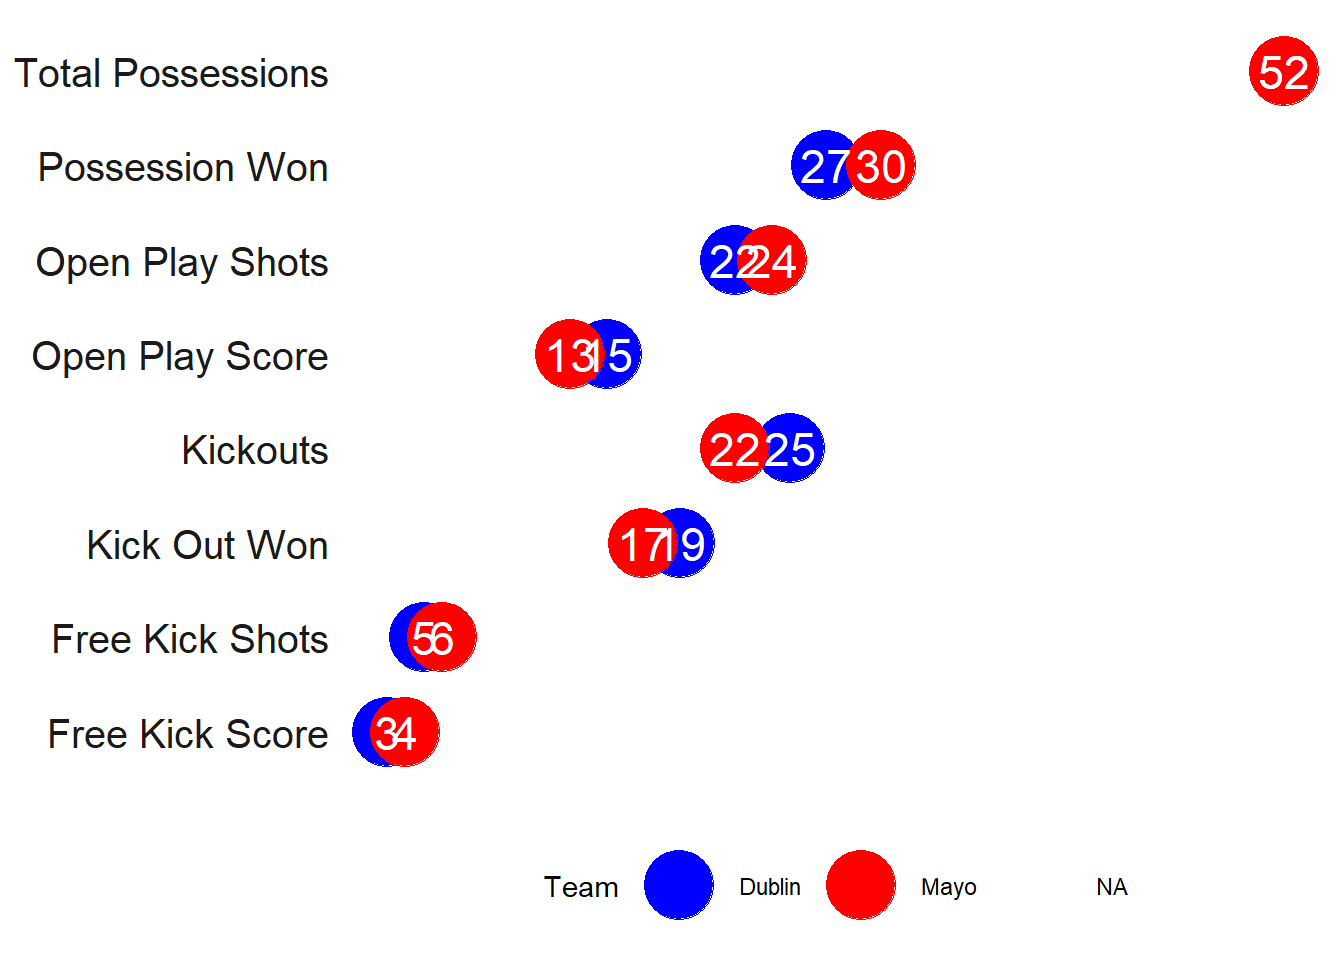 Total Possessions 52
Possession Won 27 30
Open Play Shots 22 24
Open Play Score 13 15
Kickouts 22 25
Kick Out Won 17 19
Free Kick Shots 5 6
Free Kick Score 3 4
Team Dublin Mayo NA